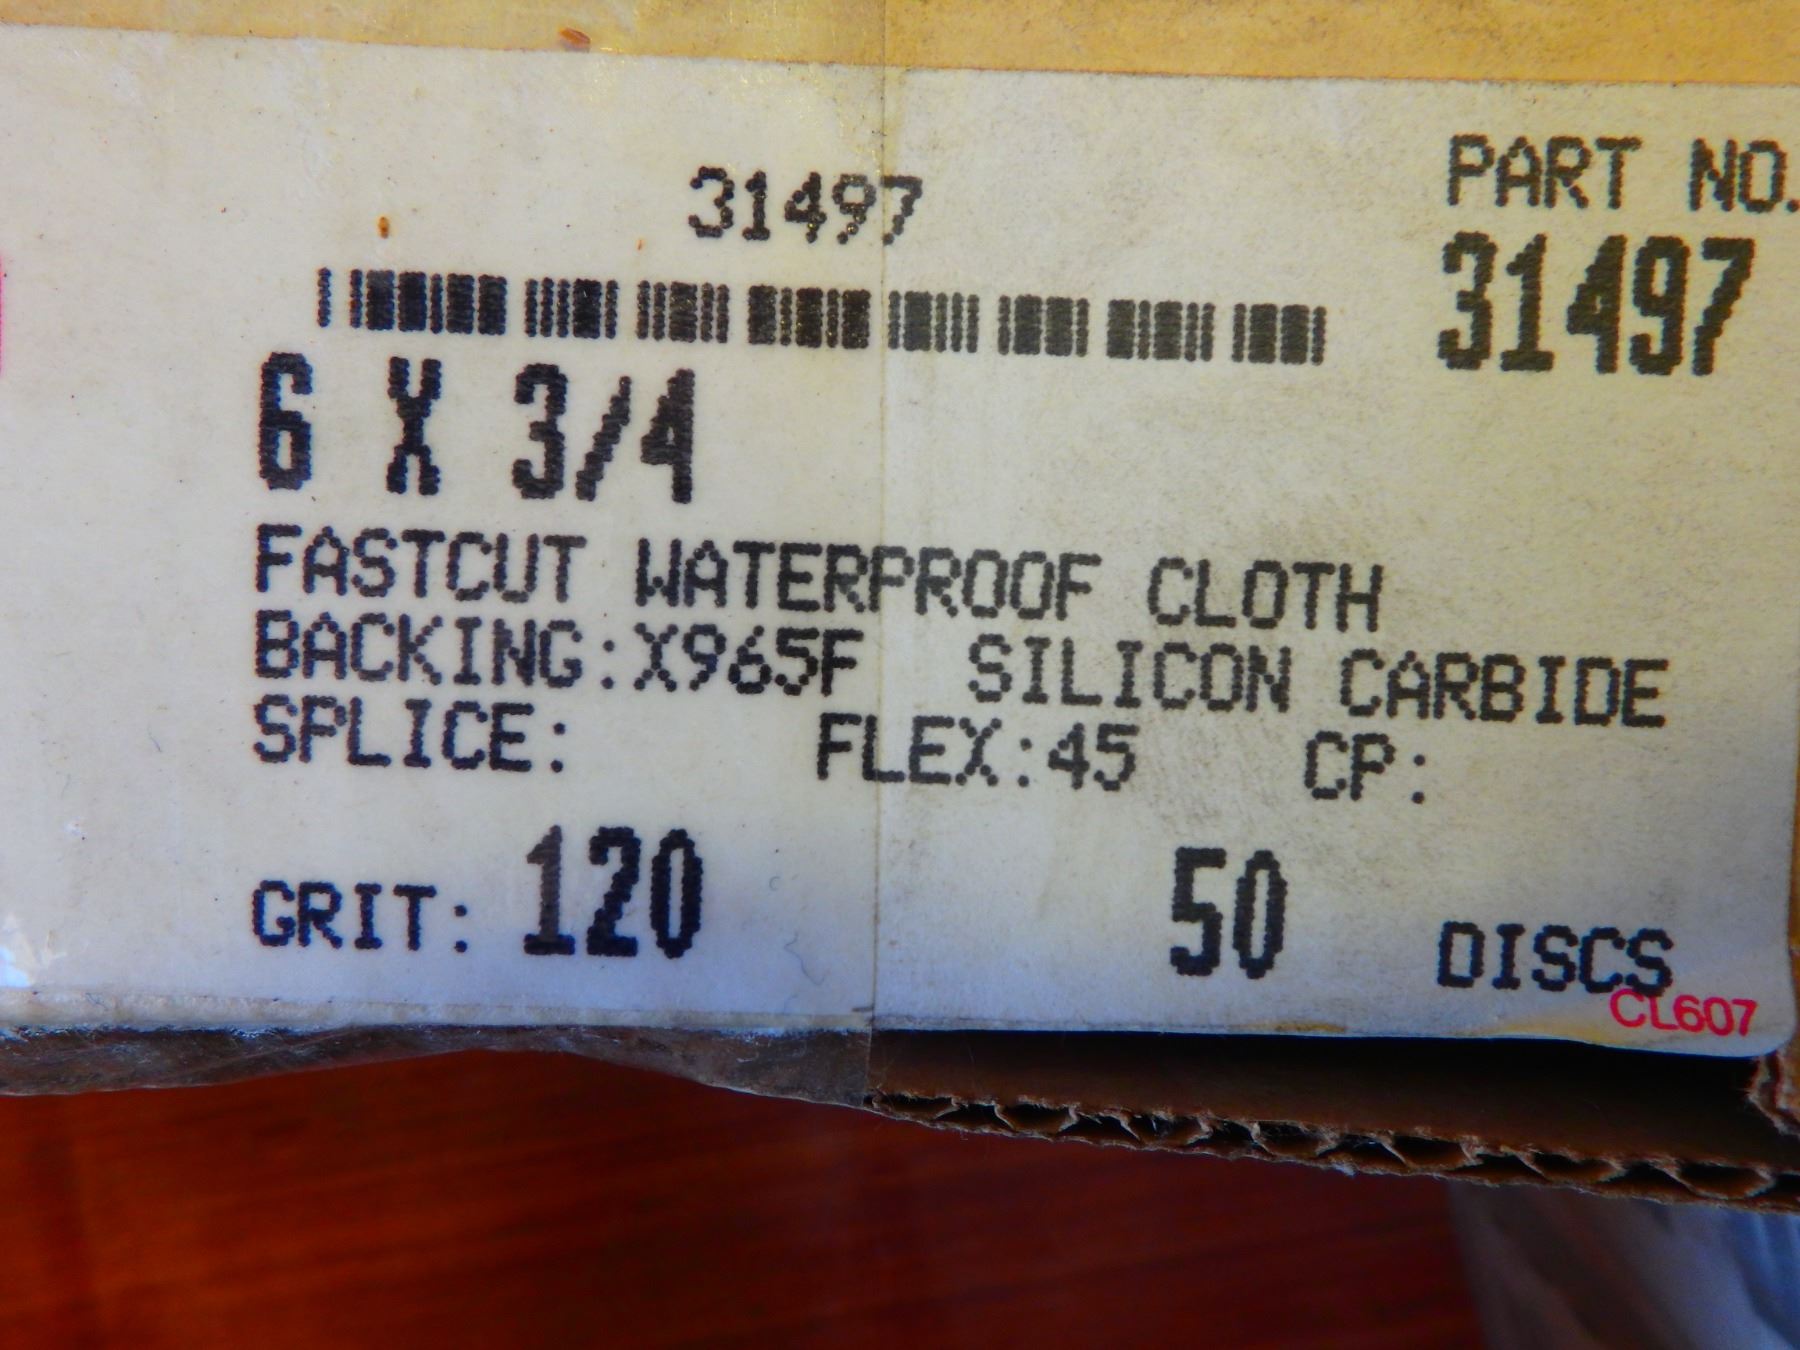 31497
PART NO.
31497
6 X 3/4
FASTCUT WATERPROOF CLOTH
BACKING:X965F SILICON CARBIDE
SPLICE: FLEX:45 CP:
GRIT: 120 50 DISCS
CL607